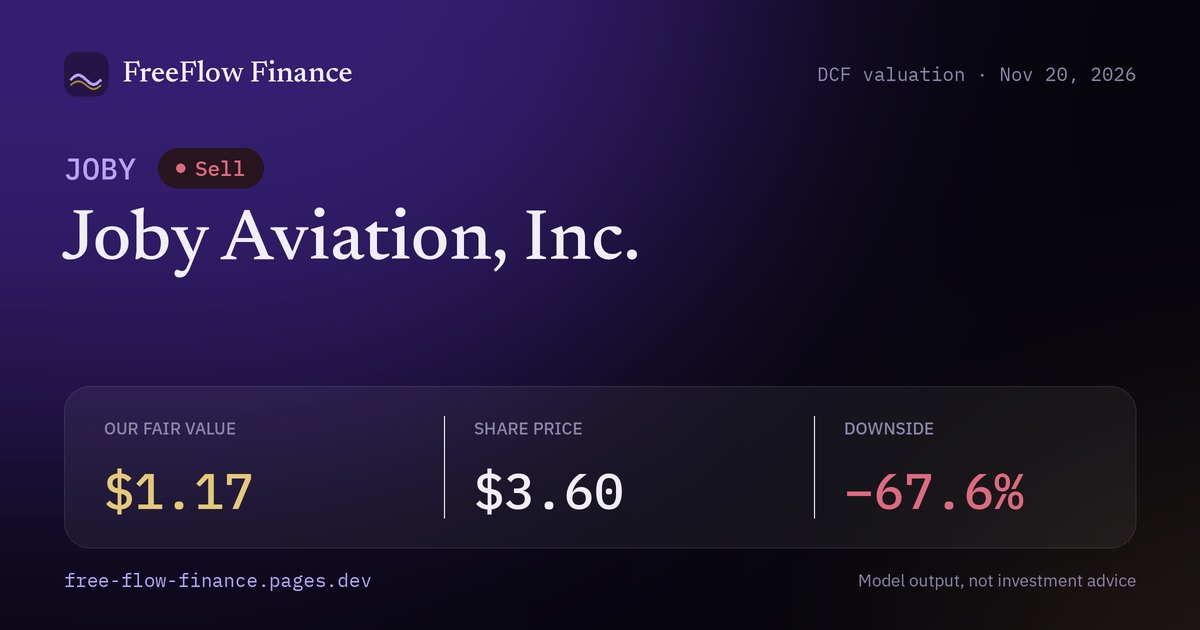 FreeFlow Finance
DCF valuation · Nov 20, 2026
JOBY
Sell
Joby Aviation, Inc.
OUR FAIR VALUE
$1.17
SHARE PRICE
$3.60
DOWNSIDE
−67.6%
free-flow-finance.pages.dev
Model output, not investment advice